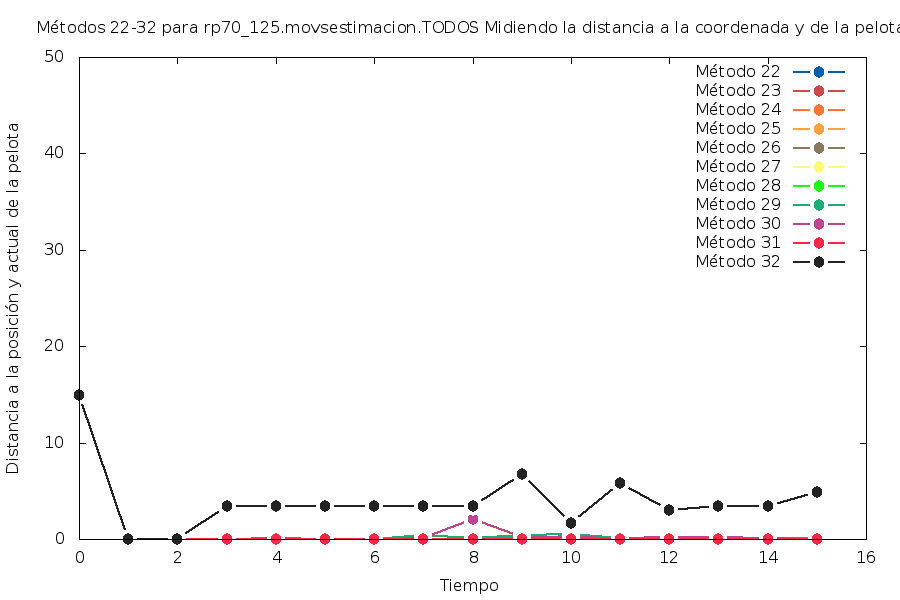 Métodos 22-32 para rp70_125.movsestimacion.TODOS Midiendo la distancia a la coordenada y de la pelota
Distancia a la posición y actual de la pelota
50
40
30
20
10
0
Método 22
Método 23
Método 24
Método 25
Método 26
Método 27
Método 28
Método 29
Método 30
Método 31
Método 32
0 2 4 6 8 10 12 14 16
Tiempo